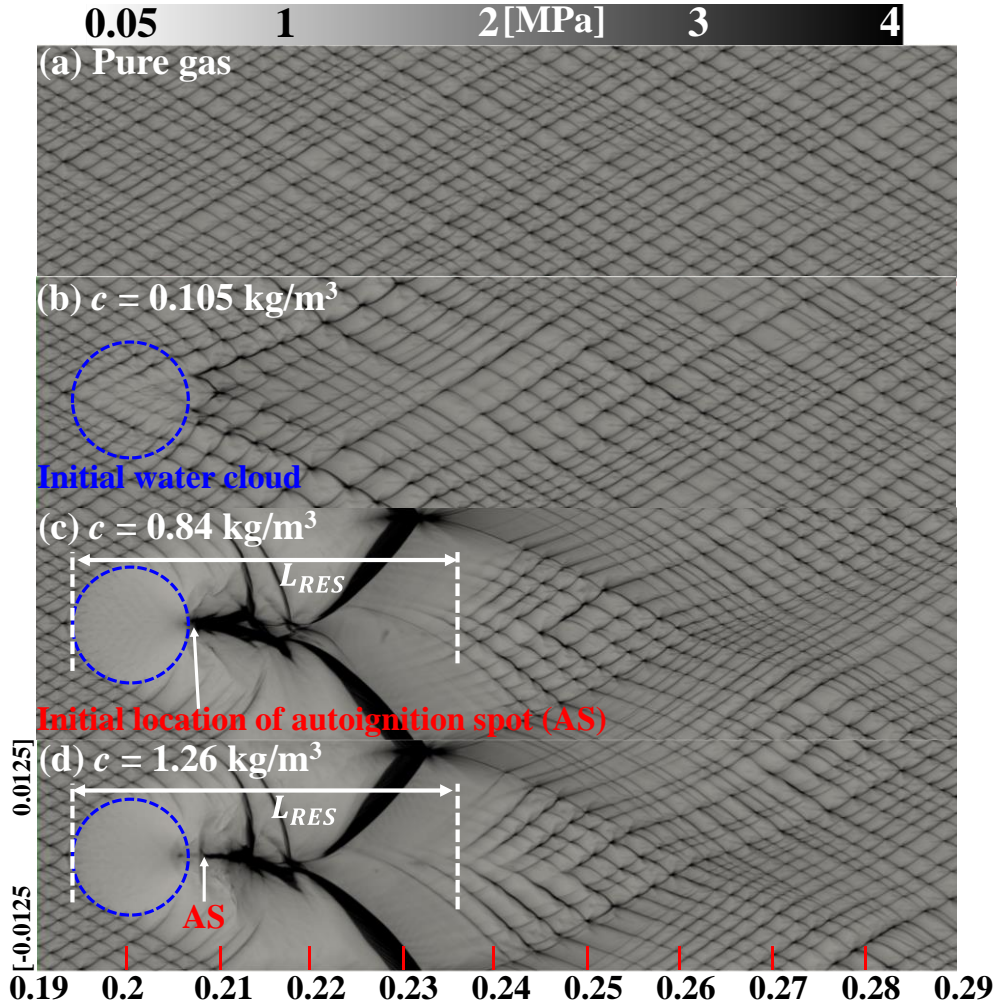 0.05 1 2[MPa] 3 4
(a) Pure gas
(b) c = 0.105 kg/m³
Initial water cloud
(c) c = 0.84 kg/m³
L_RES
Initial location of autoignition spot (AS)
(d) c = 1.26 kg/m³
L_RES
AS
[-0.0125 0.0125]
0.19 0.2 0.21 0.22 0.23 0.24 0.25 0.26 0.27 0.28 0.29